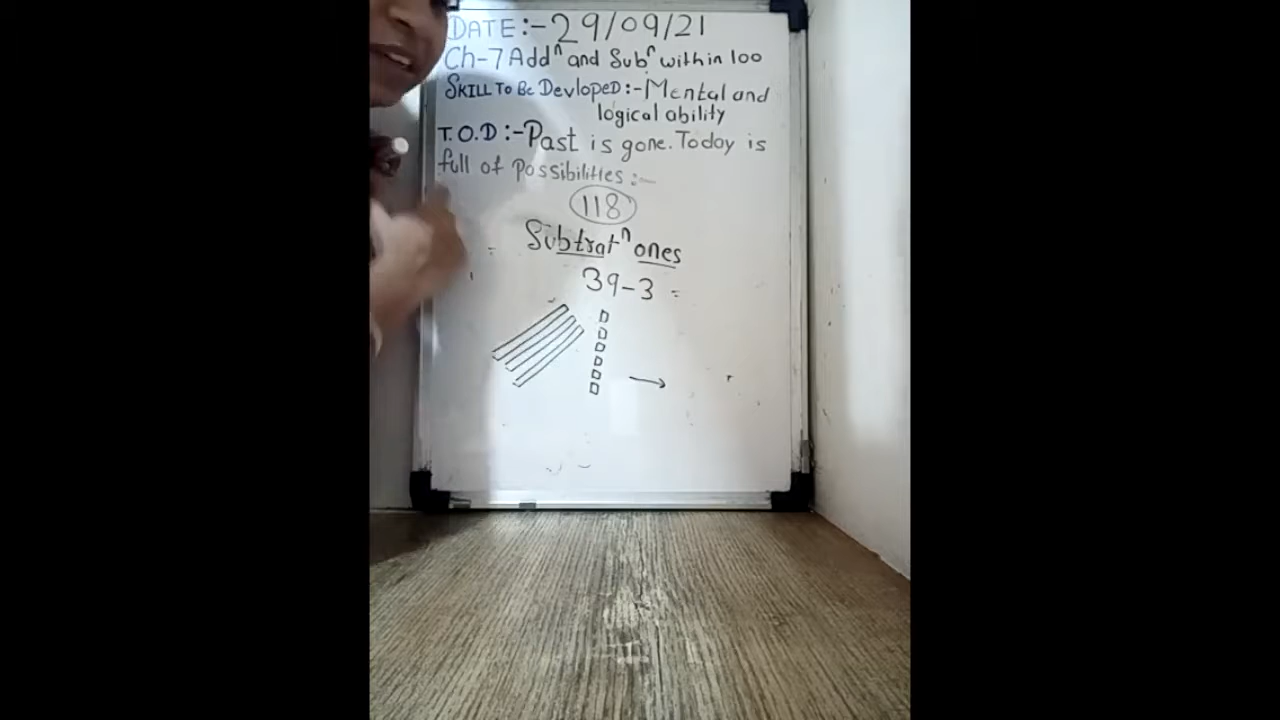 DATE:-29/09/21
Ch-7 Addⁿ and Subⁿ within 100
SKILL TO BE DevlopeD:-Mental and
logical ability
T.O.D:-Past is gone. Today is
full of Possibilities:-
118
Subtratⁿ ones
39-3=